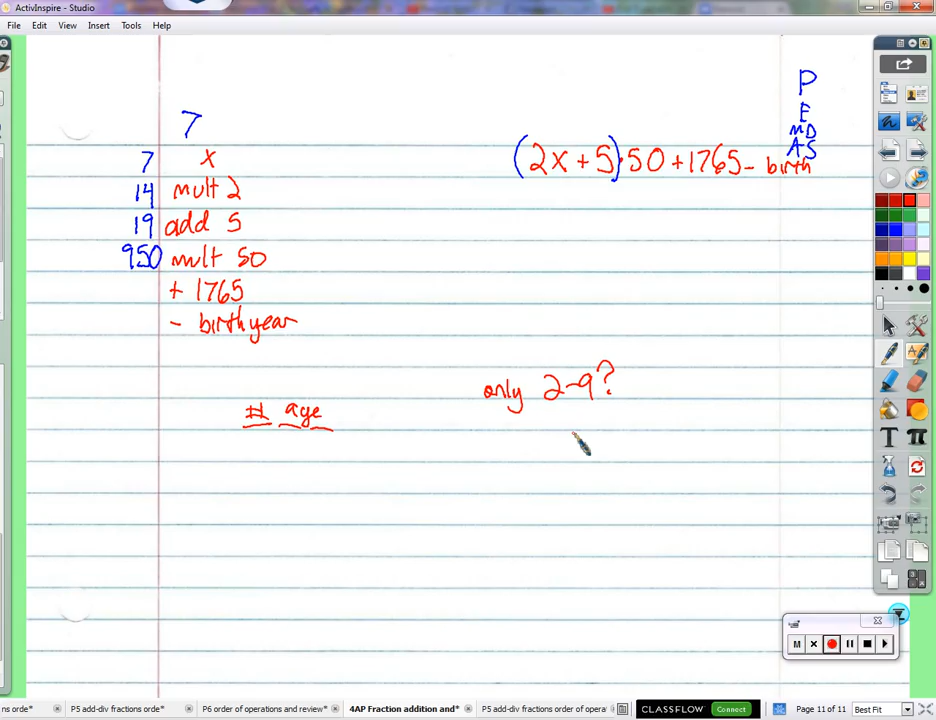 ActivInspire - Studio
File Edit View Insert Tools Help
7
7 x
14 mult 2
19 add 5
950 mult 50
+ 1765
- birthyear
# age
P
E
MD
AS
(2x + 5)·50 + 1765 - birth
only 2-9?
M
ns orde* P5 add-div fractions orde* P6 order of operations and review* 4AP Fraction addition and* P5 add-div fractions order of opera CLASSFLOW Connect Page 11 of 11 Best Fit